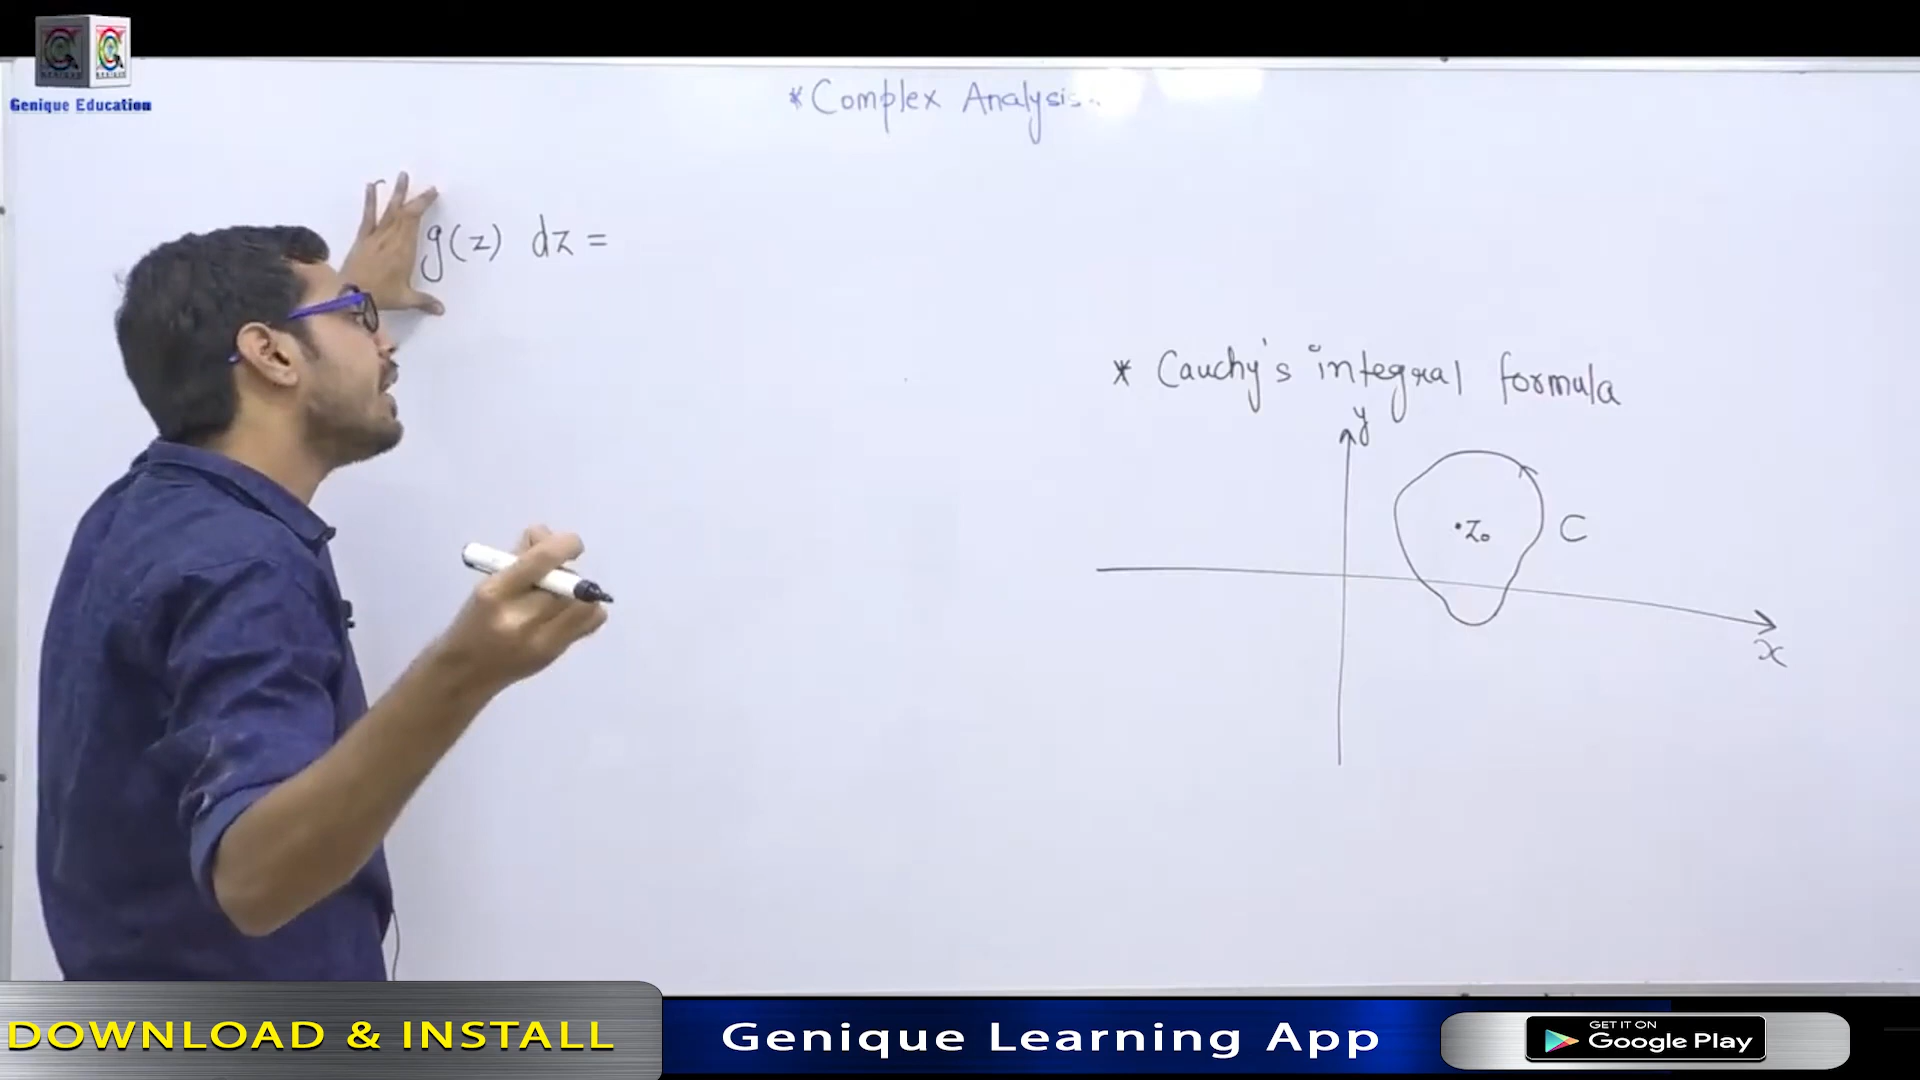 Genique Education
* Complex Analysis
g(z) dz =
* Cauchy's integral formula
y
.z₀
C
x
DOWNLOAD & INSTALL
Genique Learning App
GET IT ON
Google Play